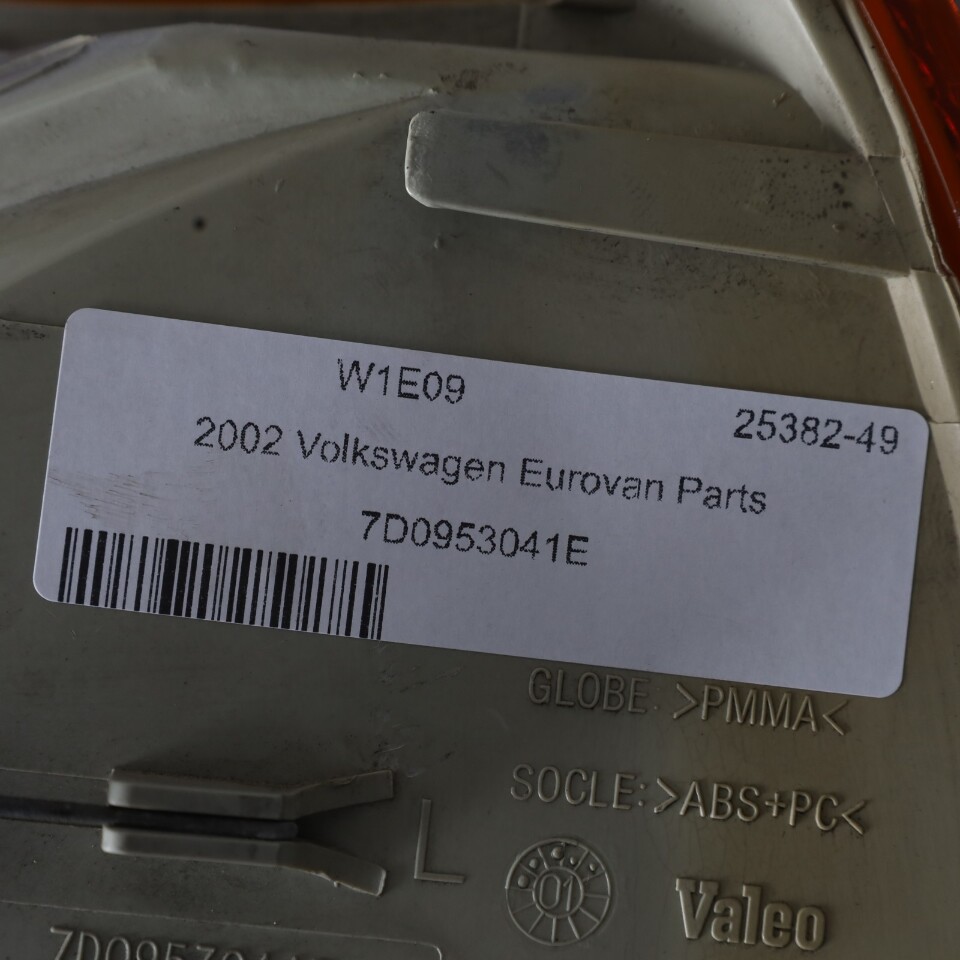 W1E09
25382-49
2002 Volkswagen Eurovan Parts
7D0953041E
GLOBE: >PMMA<
SOCLE: >ABS+PC<
L
01
Valeo